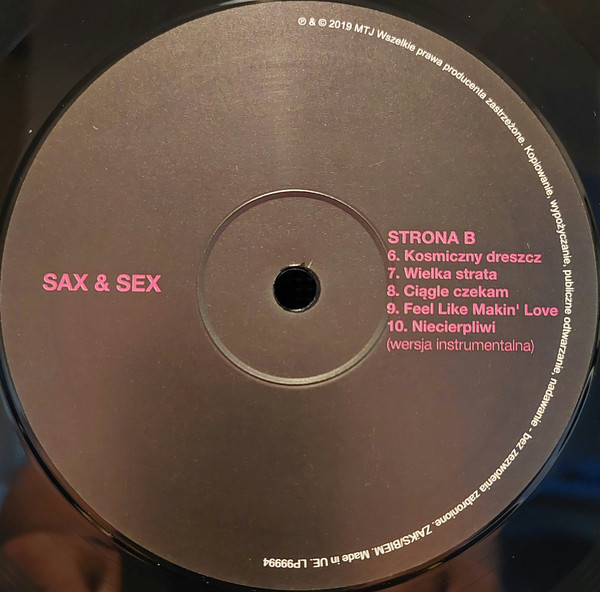 SAX & SEX
STRONA B
6. Kosmiczny dreszcz
7. Wielka strata
8. Ciągle czekam
9. Feel Like Makin' Love
10. Niecierpliwi
(wersja instrumentalna)
℗ & © 2019 MTJ Wszelkie prawa producenta zastrzeżone. Kopiowanie, wypożyczanie, publiczne odtwarzanie, nadawanie - bez zezwolenia zabronione. ZAiKS/BIEM. Made in UE. LP99994